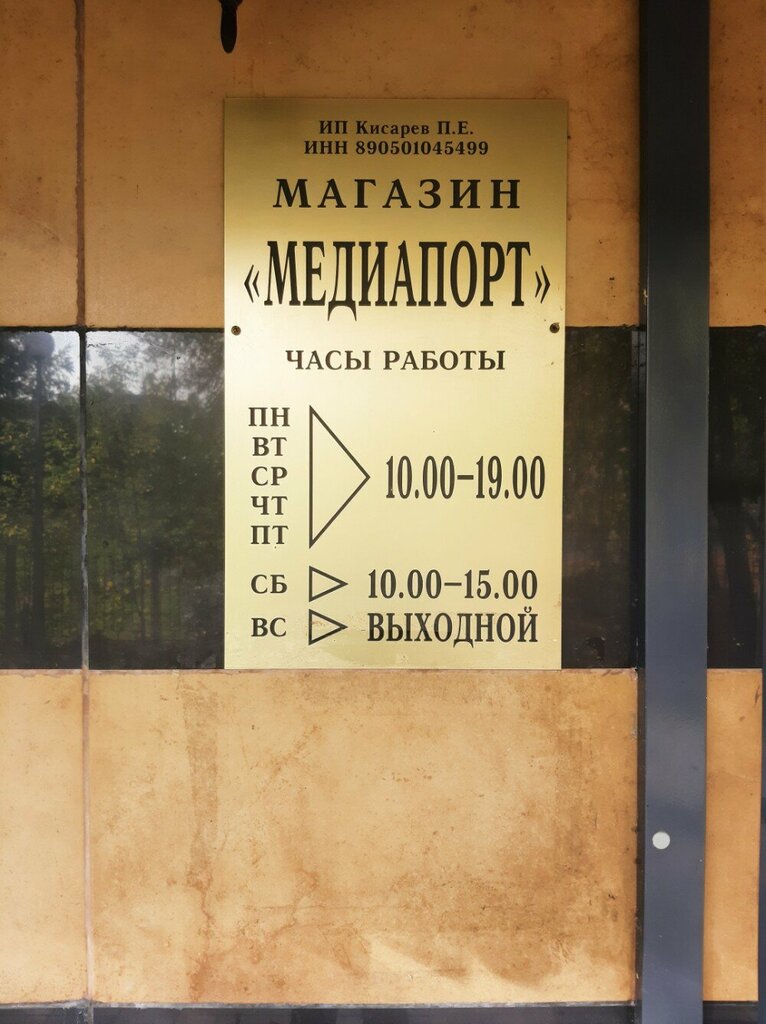 ИП Кисарев П.Е.
ИНН 890501045499
МАГАЗИН
«МЕДИАПОРТ»
ЧАСЫ РАБОТЫ
ПН
ВТ
СР 10.00–19.00
ЧТ
ПТ
СБ 10.00–15.00
ВС ВЫХОДНОЙ